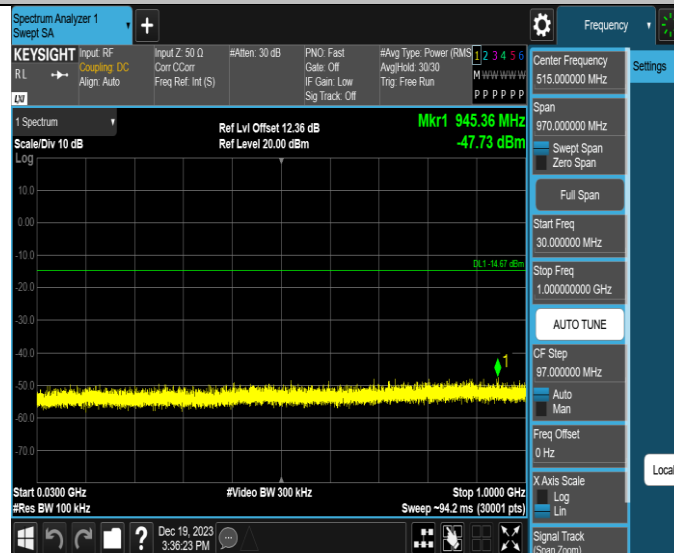 Spectrum Analyzer 1
Swept SA
Frequency
KEYSIGHT
RL
LXI
Input: RF
Coupling: DC
Align: Auto
Input Z: 50 Ω
Corr CCorr
Freq Ref: Int (S)
#Atten: 30 dB
PNO: Fast
Gate: Off
IF Gain: Low
Sig Track: Off
#Avg Type: Power (RMS
Avg|Hold: 30/30
Trig: Free Run
1 2 3 4 5 6
M W W W W W
P P P P P P
1 Spectrum
Scale/Div 10 dB
Ref Lvl Offset 12.36 dB
Ref Level 20.00 dBm
Mkr1 945.36 MHz
-47.73 dBm
Log
10.0
0.00
-10.0
-20.0
-30.0
-40.0
-50.0
-60.0
-70.0
DL1 -14.67 dBm
1
Start 0.0300 GHz
#Res BW 100 kHz
#Video BW 300 kHz
Stop 1.0000 GHz
Sweep ~94.2 ms (30001 pts)
Dec 19, 2023
3:36:23 PM
Settings
Center Frequency
515.000000 MHz
Span
970.000000 MHz
Swept Span
Zero Span
Full Span
Start Freq
30.000000 MHz
Stop Freq
1.000000000 GHz
AUTO TUNE
CF Step
97.000000 MHz
Auto
Man
Freq Offset
0 Hz
X Axis Scale
Log
Lin
Signal Track
(Span Zoom)
Local